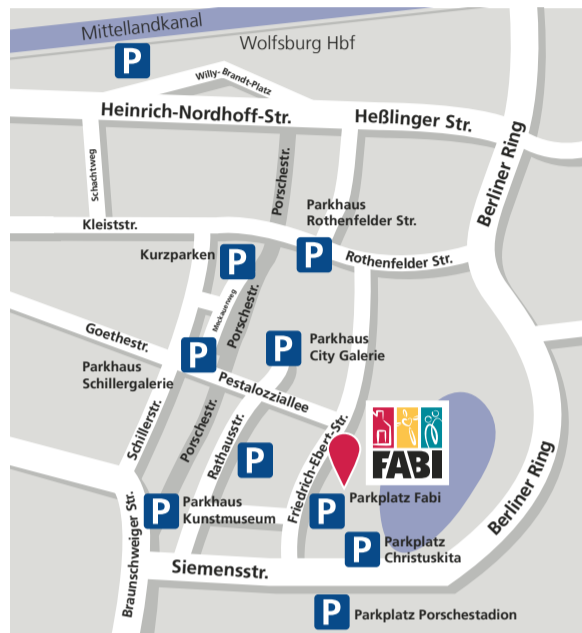 Mittellandkanal
P
Wolfsburg Hbf
Willy-Brandt-Platz
Heinrich-Nordhoff-Str.
Heßlinger Str.
Berliner Ring
Schachtweg
Porschestr.
Parkhaus
Rothenfelder Str.
Kleiststr.
Kurzparken
P
P
Rothenfelder Str.
Meckauerweg
Porschestr.
Goethestr.
P
Parkhaus
City Galerie
Parkhaus
Schillergalerie
P
Pestalozziallee
Schillerstr.
Porschestr.
Rathausstr.
Friedrich-Ebert-Str.
FABI
P
Parkplatz Fabi
P
P
Parkhaus
Kunstmuseum
Berliner Ring
P
Parkplatz
Christuskita
Braunschweiger Str.
Siemensstr.
P
Parkplatz Porschestadion